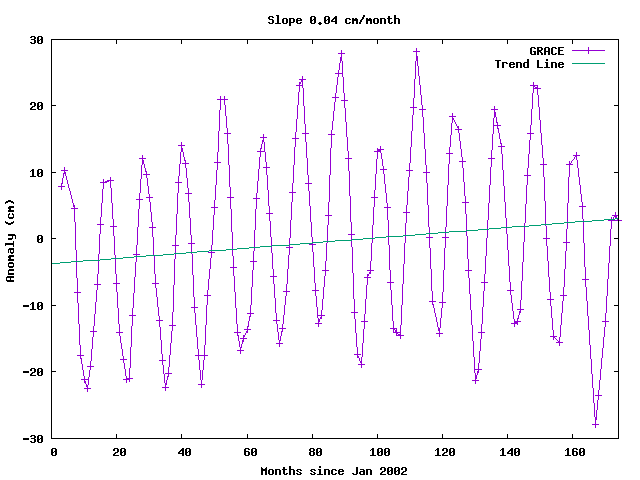 Slope 0.04 cm/month
30
GRACE
Trend Line
20
10
0
-10
-20
-30
Anomaly (cm)
0 20 40 60 80 100 120 140 160
Months since Jan 2002